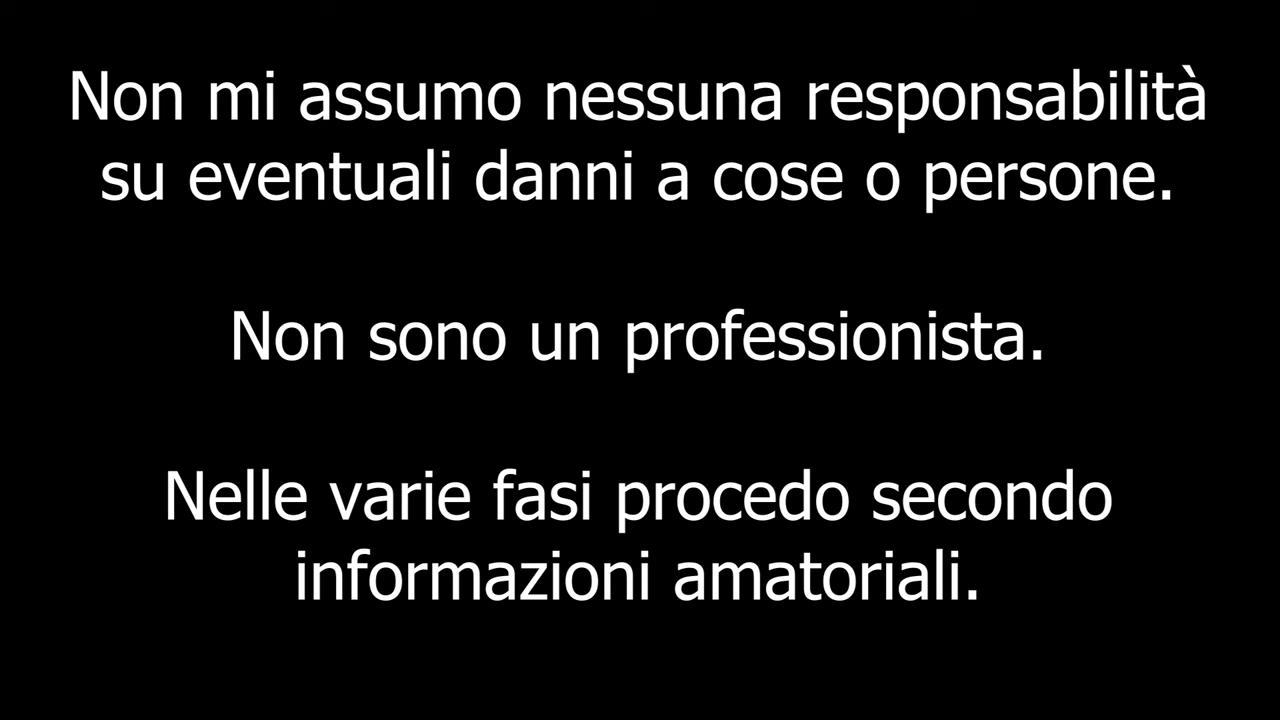 Non mi assumo nessuna responsabilità
su eventuali danni a cose o persone.
Non sono un professionista.
Nelle varie fasi procedo secondo
informazioni amatoriali.